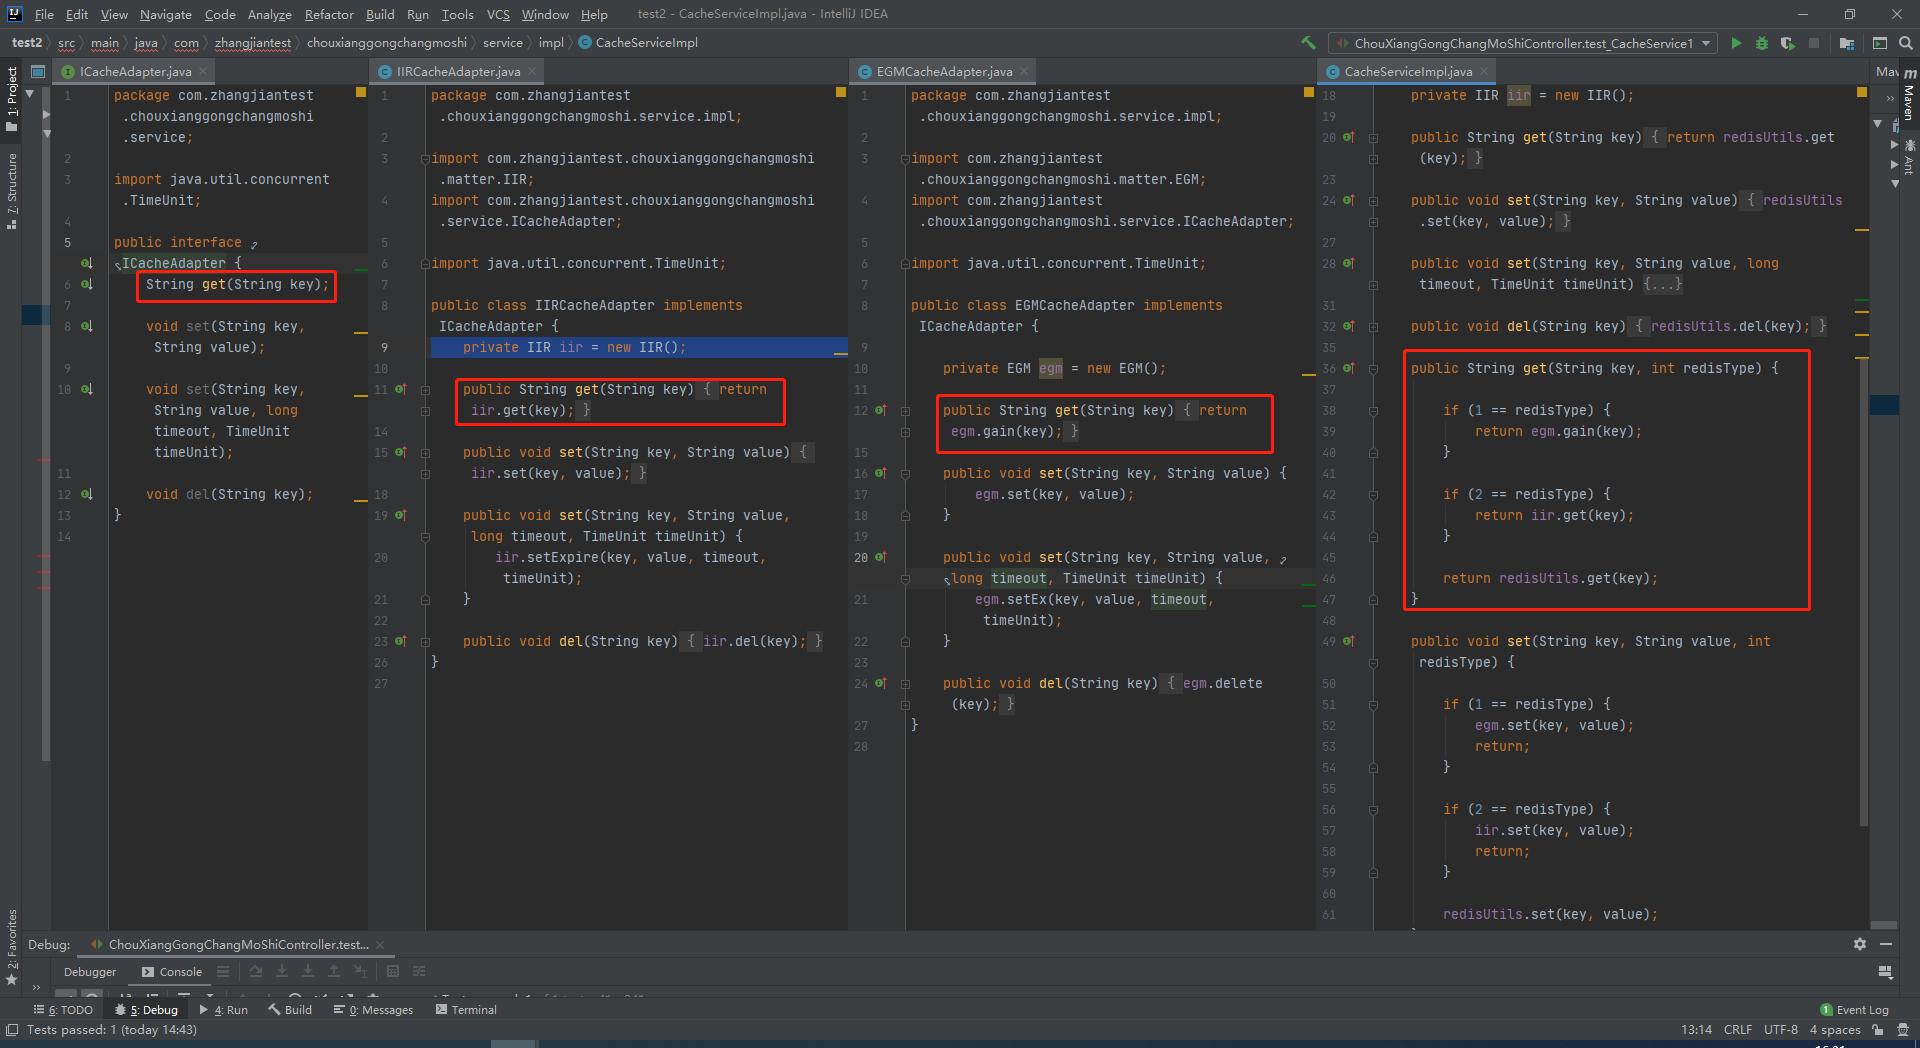 File Edit View Navigate Code Analyze Refactor Build Run Tools VCS Window Help test2 - CacheServiceImpl.java - IntelliJ IDEA
test2 src main java com zhangjiantest chouxianggongchangmoshi service impl CacheServiceImpl ChouXiangGongChangMoShiController.test_CacheService1
1: Project
7: Structure
2: Favorites
ICacheAdapter.java
1 package com.zhangjiantest
.chouxianggongchangmoshi
.service;
2
3 import java.util.concurrent
.TimeUnit;
4
5 public interface
ICacheAdapter {
6 String get(String key);
7
8 void set(String key,
String value);
9
10 void set(String key,
String value, long
timeout, TimeUnit
timeUnit);
11
12 void del(String key);
13 }
14
IIRCacheAdapter.java
1 package com.zhangjiantest
.chouxianggongchangmoshi.service.impl;
2
3 import com.zhangjiantest.chouxianggongchangmoshi
.matter.IIR;
4 import com.zhangjiantest.chouxianggongchangmoshi
.service.ICacheAdapter;
5
6 import java.util.concurrent.TimeUnit;
7
8 public class IIRCacheAdapter implements
ICacheAdapter {
9 private IIR iir = new IIR();
10
11 public String get(String key) { return
iir.get(key); }
14
15 public void set(String key, String value) {
iir.set(key, value); }
18
19 public void set(String key, String value,
long timeout, TimeUnit timeUnit) {
20 iir.setExpire(key, value, timeout,
timeUnit);
21 }
22
23 public void del(String key) { iir.del(key); }
26 }
27
EGMCacheAdapter.java
1 package com.zhangjiantest
.chouxianggongchangmoshi.service.impl;
2
3 import com.zhangjiantest
.chouxianggongchangmoshi.matter.EGM;
4 import com.zhangjiantest
.chouxianggongchangmoshi.service.ICacheAdapter;
5
6 import java.util.concurrent.TimeUnit;
7
8 public class EGMCacheAdapter implements
ICacheAdapter {
9
10 private EGM egm = new EGM();
11
12 public String get(String key) { return
egm.gain(key); }
15
16 public void set(String key, String value) {
17 egm.set(key, value);
18 }
19
20 public void set(String key, String value,
long timeout, TimeUnit timeUnit) {
21 egm.setEx(key, value, timeout,
timeUnit);
22 }
23
24 public void del(String key) { egm.delete
(key); }
27 }
28
CacheServiceImpl.java
18 private IIR iir = new IIR();
19
20 public String get(String key) { return redisUtils.get
(key); }
23
24 public void set(String key, String value) { redisUtils
.set(key, value); }
27
28 public void set(String key, String value, long
timeout, TimeUnit timeUnit) {...}
31
32 public void del(String key) { redisUtils.del(key); }
35
36 public String get(String key, int redisType) {
37
38 if (1 == redisType) {
39 return egm.gain(key);
40 }
41
42 if (2 == redisType) {
43 return iir.get(key);
44 }
45
46 return redisUtils.get(key);
47 }
48
49 public void set(String key, String value, int
redisType) {
50
51 if (1 == redisType) {
52 egm.set(key, value);
53 return;
54 }
55
56 if (2 == redisType) {
57 iir.set(key, value);
58 return;
59 }
60
61 redisUtils.set(key, value);
Mav
Maven
Ant
Debug: ChouXiangGongChangMoShiController.test...
Debugger Console
6: TODO 5: Debug 4: Run Build 0: Messages Terminal 1 Event Log
Tests passed: 1 (today 14:43) 13:14 CRLF UTF-8 4 spaces